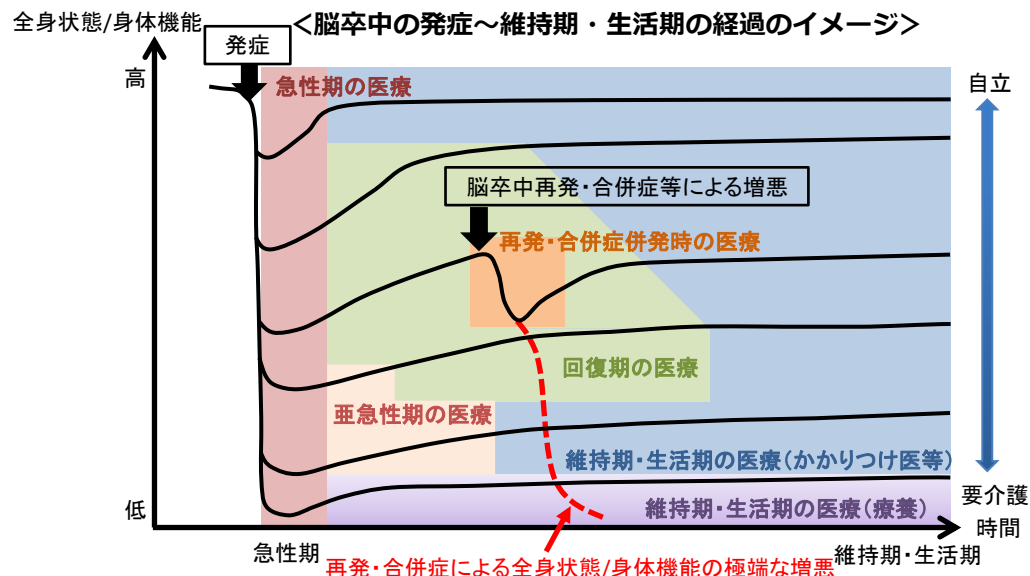 全身状態/身体機能
<脳卒中の発症～維持期・生活期の経過のイメージ>
発症
高
急性期の医療
自立
脳卒中再発・合併症等による増悪
再発・合併症併発時の医療
回復期の医療
亜急性期の医療
維持期・生活期の医療(かかりつけ医等)
維持期・生活期の医療(療養)
低
要介護
時間
急性期
維持期・生活期
再発・合併症による全身状態/身体機能の極端な増悪